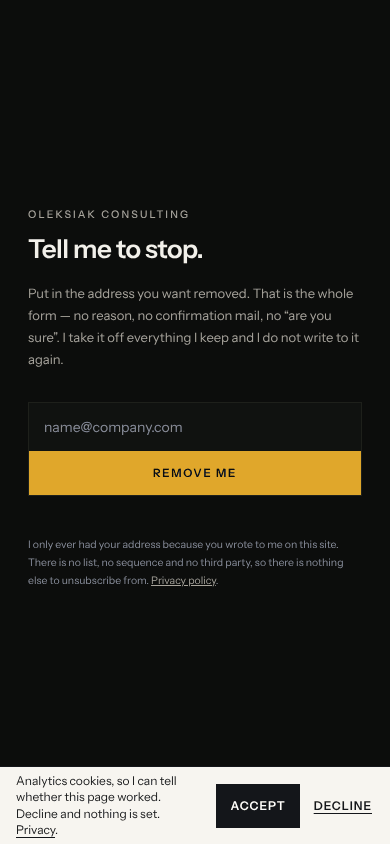 OLEKSIAK CONSULTING
Tell me to stop.
Put in the address you want removed. That is the whole
form — no reason, no confirmation mail, no “are you
sure”. I take it off everything I keep and I do not write to it
again.
name@company.com
REMOVE ME
I only ever had your address because you wrote to me on this site.
There is no list, no sequence and no third party, so there is nothing
else to unsubscribe from. Privacy policy.
Analytics cookies, so I can tell
whether this page worked.
Decline and nothing is set.
Privacy.
ACCEPT
DECLINE